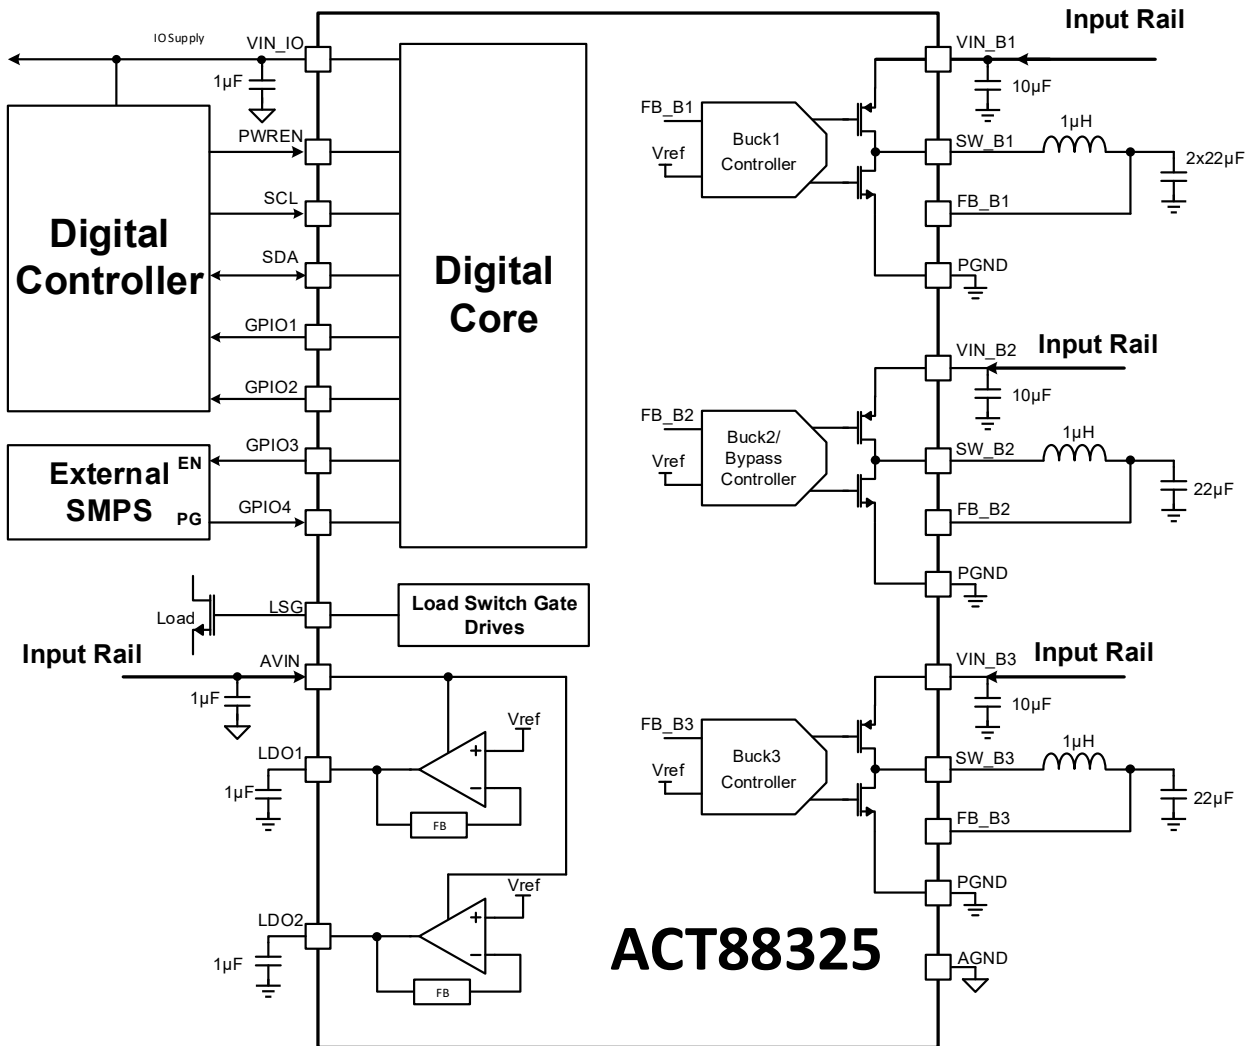 Input Rail
IO Supply
VIN_IO
1µF
PWREN
SCL
SDA
GPIO1
GPIO2
GPIO3
GPIO4
Digital
Controller
External
SMPS
EN
PG
Digital
Core
LSG
Load
Load Switch Gate
Drives
Input Rail
AVIN
1µF
LDO1
1µF
Vref
+
−
FB
LDO2
1µF
Vref
+
−
FB
VIN_B1
10µF
FB_B1
Vref
Buck1
Controller
SW_B1
1µH
2x22µF
FB_B1
PGND
VIN_B2
Input Rail
10µF
FB_B2
Vref
Buck2/
Bypass
Controller
SW_B2
1µH
22µF
FB_B2
PGND
VIN_B3
Input Rail
10µF
FB_B3
Vref
Buck3
Controller
SW_B3
1µH
22µF
FB_B3
PGND
AGND
ACT88325